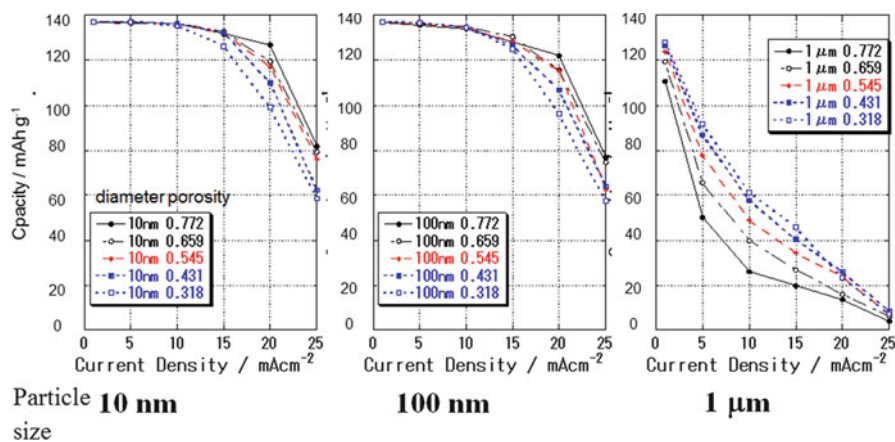 140
120
100
80
60
40
120
0
Cpacity / mAh g⁻¹
diameter porosity
10nm 0.772
10nm 0.659
10nm 0.545
10nm 0.431
10nm 0.318
0 5 10 15 20 25
Current Density / mAcm⁻²
140
120
100
80
60
40
120
0
100nm 0.772
100nm 0.659
100nm 0.545
100nm 0.431
100nm 0.318
0 5 10 15 20 25
Current Density / mAcm⁻²
140
120
100
80
60
40
120
0
1 μm 0.772
1 μm 0.659
1 μm 0.545
1 μm 0.431
1 μm 0.318
0 5 10 15 20 25
Current Density / mAcm⁻²
Particle size
10 nm
100 nm
1 μm